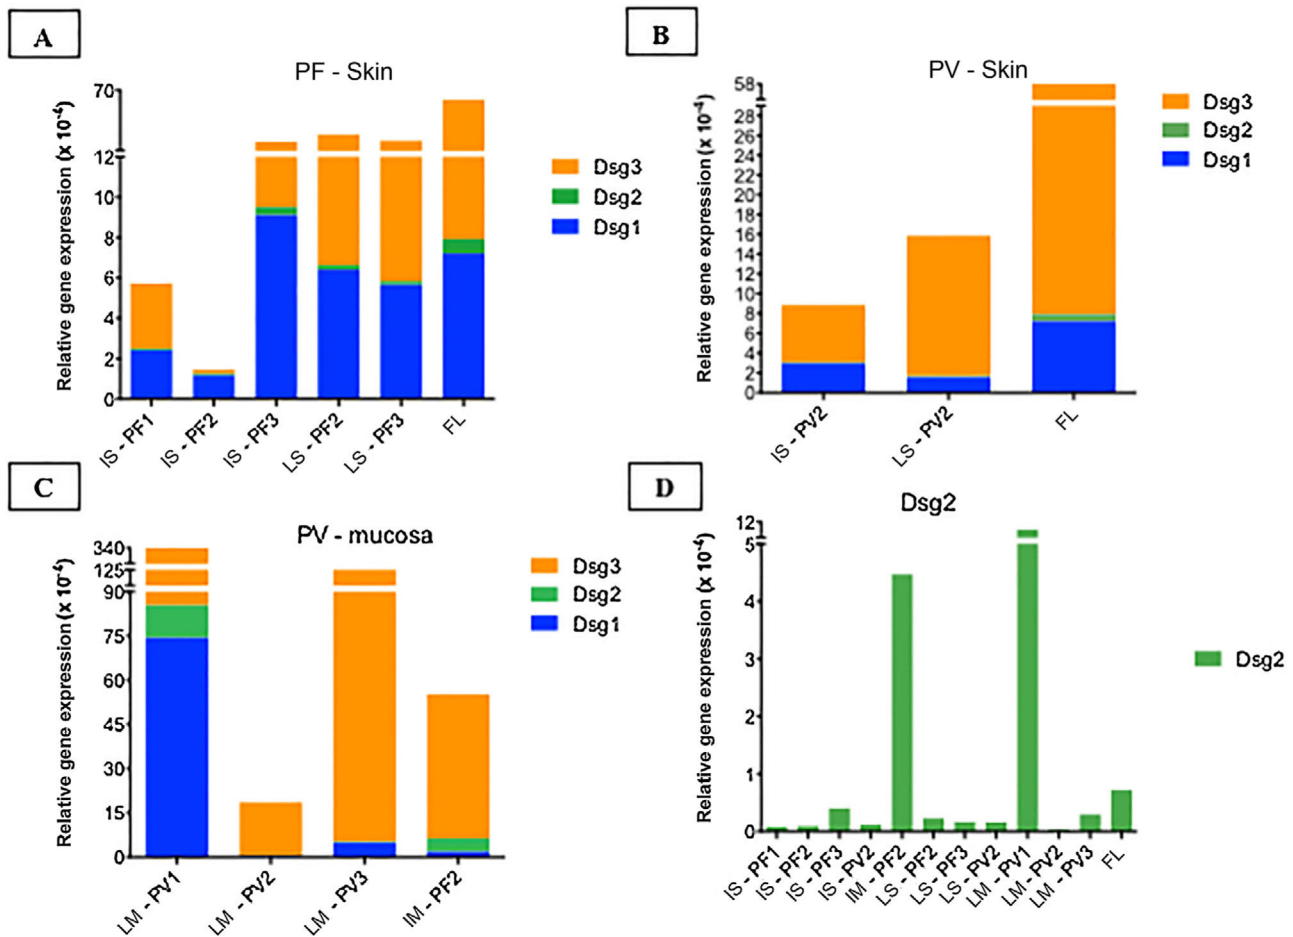 A
PF - Skin
Relative gene expression (x 10⁻⁴)
70
12
10
8
6
4
2
0
IS - PF1
IS - PF2
IS - PF3
LS - PF2
LS - PF3
FL
Dsg3
Dsg2
Dsg1
B
PV - Skin
Relative gene expression (x 10⁻⁴)
58
28
26
24
22
20
18
16
14
12
10
8
6
4
2
0
IS - PV2
LS - PV2
FL
Dsg3
Dsg2
Dsg1
C
PV - mucosa
Relative gene expression (x 10⁻⁴)
340
125
90
75
60
45
30
15
0
LM - PV1
LM - PV2
LM - PV3
IM - PF2
Dsg3
Dsg2
Dsg1
D
Dsg2
Relative gene expression (x 10⁻⁴)
12
5
4
3
2
1
0
IS - PF1
IS - PF2
IS - PF3
IS - PV2
IM - PF2
LS - PF2
LS - PF3
LS - PV2
LM - PV1
LM - PV2
LM - PV3
FL
Dsg2